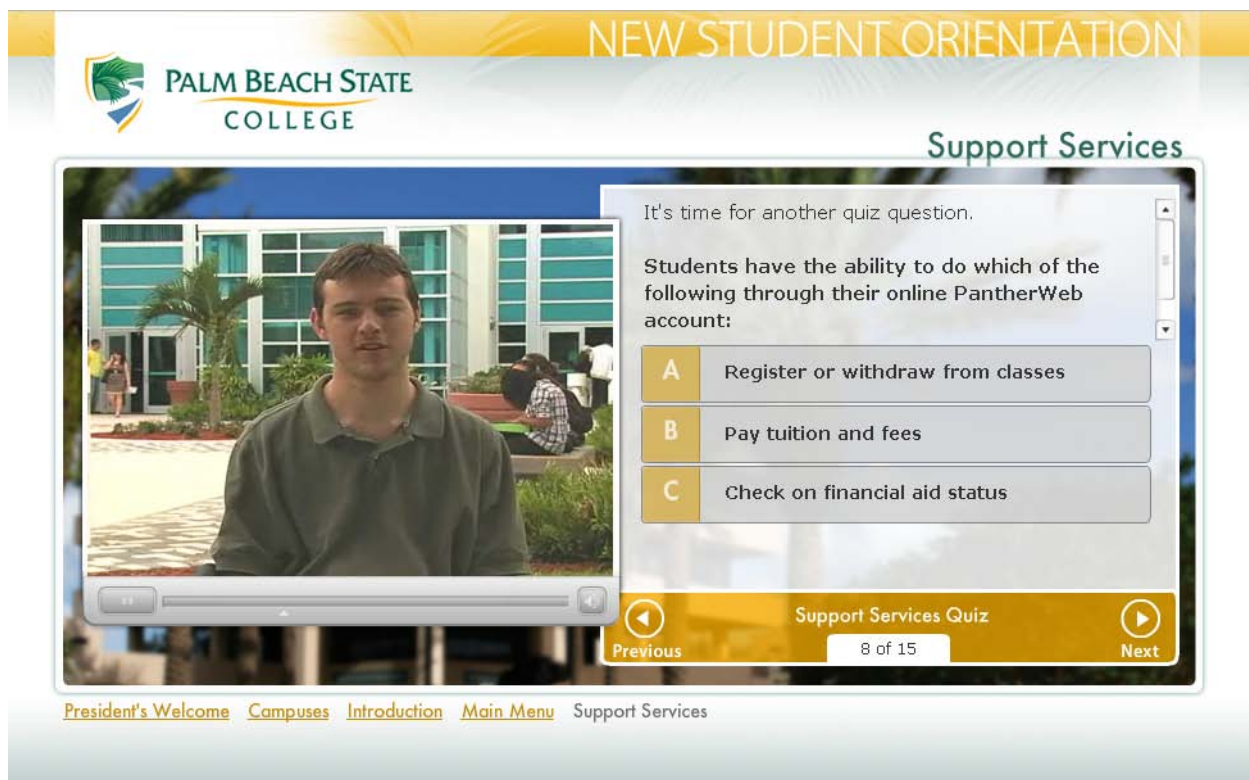 NEW STUDENT ORIENTATION
PALM BEACH STATE
COLLEGE
Support Services
It's time for another quiz question.
Students have the ability to do which of the
following through their online PantherWeb
account:
A Register or withdraw from classes
B Pay tuition and fees
C Check on financial aid status
Previous Support Services Quiz Next
8 of 15
President's Welcome Campuses Introduction Main Menu Support Services